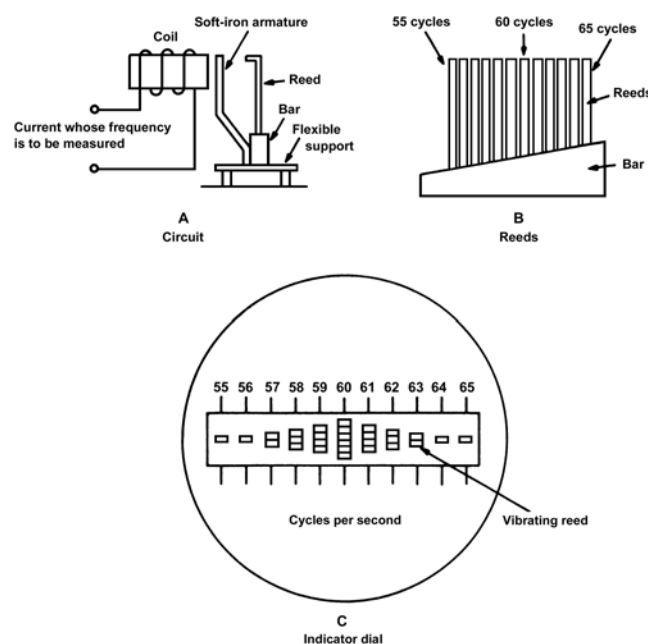 Soft-iron armature
Coil
Reed
Bar
Flexible
support
Current whose frequency
is to be measured
A
Circuit
55 cycles
60 cycles
65 cycles
Reeds
Bar
B
Reeds
55 56 57 58 59 60 61 62 63 64 65
Cycles per second
Vibrating reed
C
Indicator dial